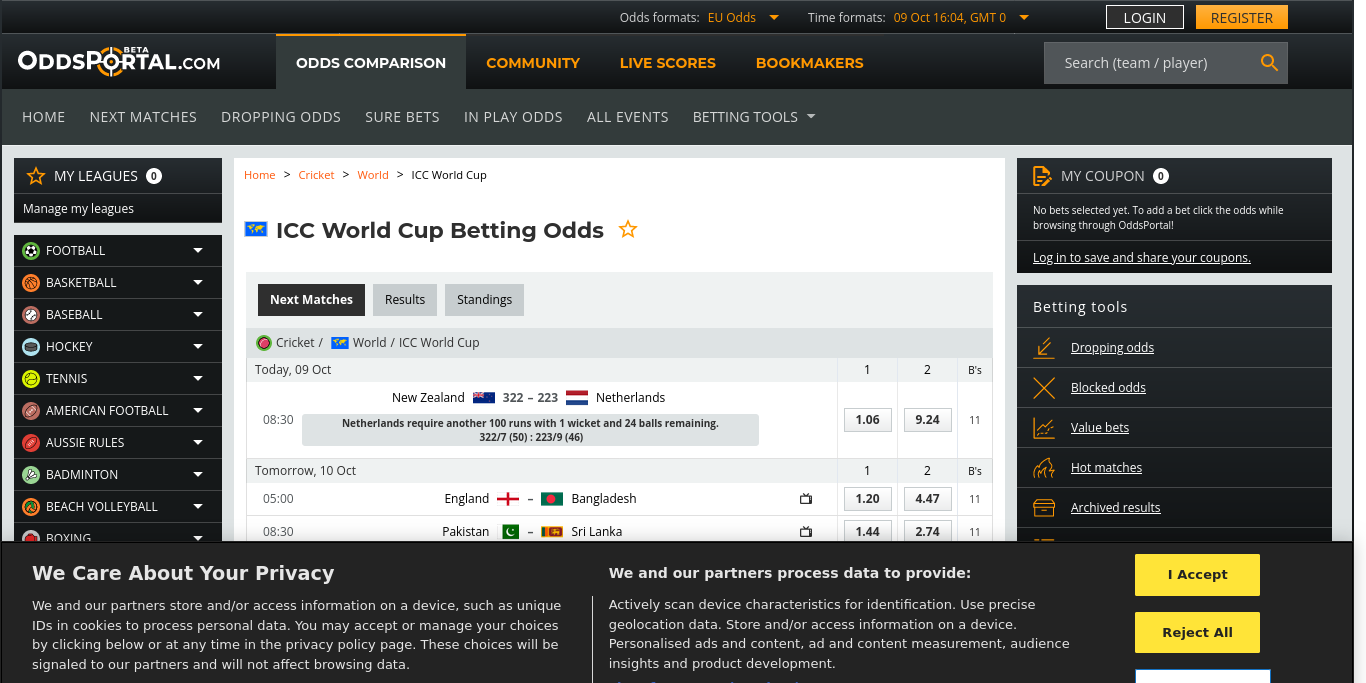 Odds formats: EU Odds Time formats: 09 Oct 16:04, GMT 0 LOGIN REGISTER
ODDSPORTAL.COM BETA
ODDS COMPARISON COMMUNITY LIVE SCORES BOOKMAKERS Search (team / player)
HOME NEXT MATCHES DROPPING ODDS SURE BETS IN PLAY ODDS ALL EVENTS BETTING TOOLS
MY LEAGUES 0
Manage my leagues
FOOTBALL
BASKETBALL
BASEBALL
HOCKEY
TENNIS
AMERICAN FOOTBALL
AUSSIE RULES
BADMINTON
BEACH VOLLEYBALL
BOXING
Home > Cricket > World > ICC World Cup
ICC World Cup Betting Odds
Next Matches Results Standings
Cricket / World / ICC World Cup
Today, 09 Oct 1 2 B's
New Zealand 322 – 223 Netherlands
08:30 1.06 9.24 11
Netherlands require another 100 runs with 1 wicket and 24 balls remaining.
322/7 (50) : 223/9 (46)
Tomorrow, 10 Oct 1 2 B's
05:00 England – Bangladesh 1.20 4.47 11
08:30 Pakistan – Sri Lanka 1.44 2.74 11
MY COUPON 0
No bets selected yet. To add a bet click the odds while
browsing through OddsPortal!
Log in to save and share your coupons.
Betting tools
Dropping odds
Blocked odds
Value bets
Hot matches
Archived results
We Care About Your Privacy
We and our partners store and/or access information on a device, such as unique
IDs in cookies to process personal data. You may accept or manage your choices
by clicking below or at any time in the privacy policy page. These choices will be
signaled to our partners and will not affect browsing data.
We and our partners process data to provide:
Actively scan device characteristics for identification. Use precise
geolocation data. Store and/or access information on a device.
Personalised ads and content, ad and content measurement, audience
insights and product development.
I Accept
Reject All